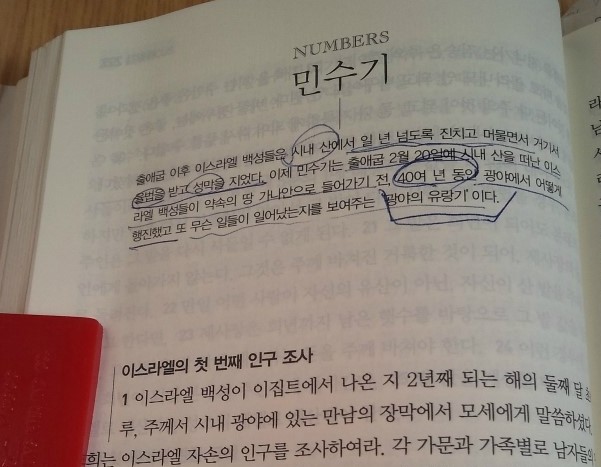 NUMBERS
민수기
출애굽 이후 이스라엘 백성들은 시내 산에서 일 년 넘도록 진치고 머물면서 거기서
율법을 받고 성막을 지었다. 이제 민수기는 출애굽 2월 20일에 시내 산을 떠난 이스
라엘 백성들이 약속의 땅 가나안으로 들어가기 전 40여 년 동안 광야에서 어떻게
행진했고 또 무슨 일들이 일어났는지를 보여주는 '광야의 유랑기'이다.
이스라엘의 첫 번째 인구 조사
1 이스라엘 백성이 이집트에서 나온 지 2년째 되는 해의 둘째 달
루, 주께서 시내 광야에 있는 만남의 장막에서 모세에게 말씀하셨다
희는 이스라엘 자손의 인구를 조사하여라. 각 가문과 가족별로 남자들의